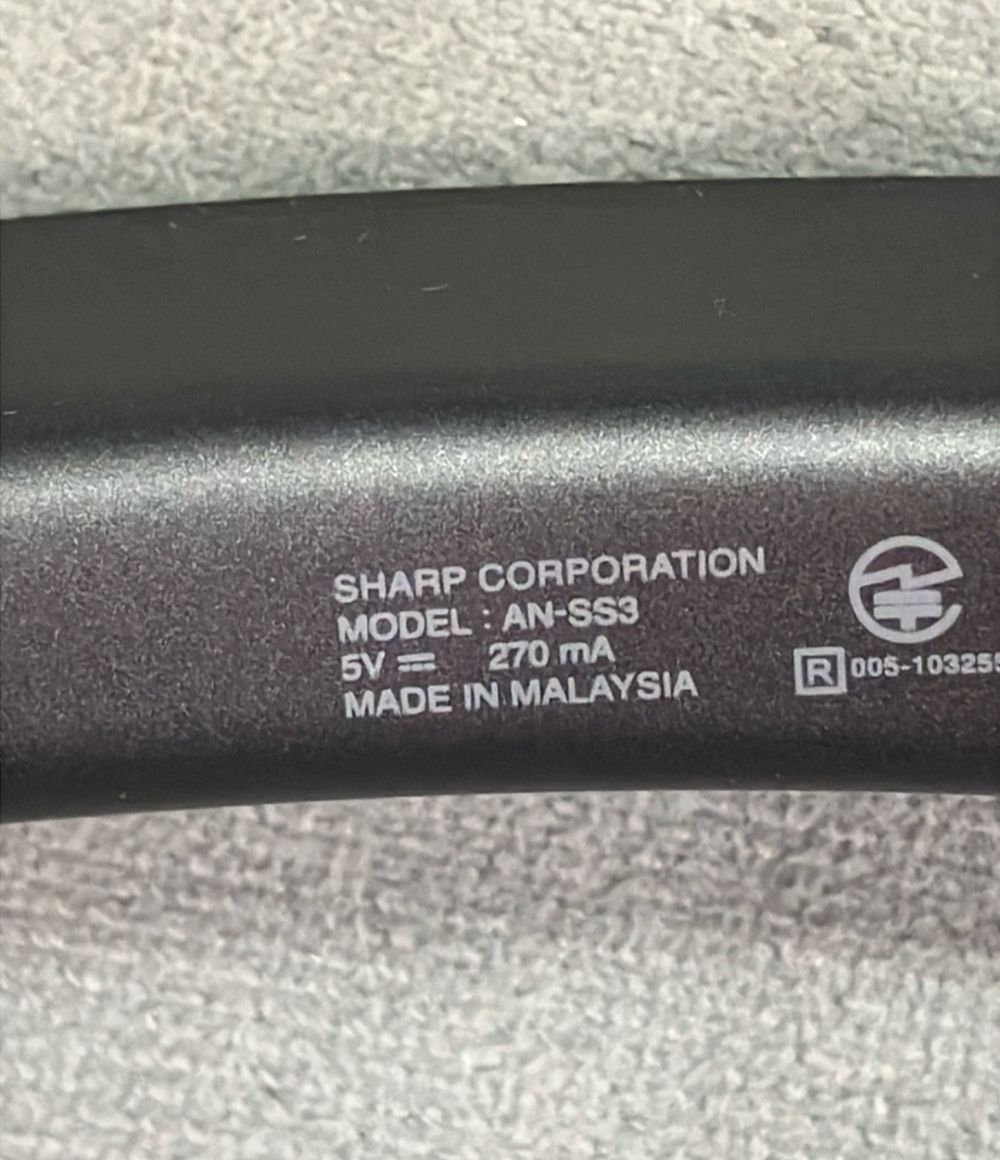 SHARP CORPORATION
MODEL : AN-SS3
5V ⎓ 270 mA
MADE IN MALAYSIA
R 005-10325